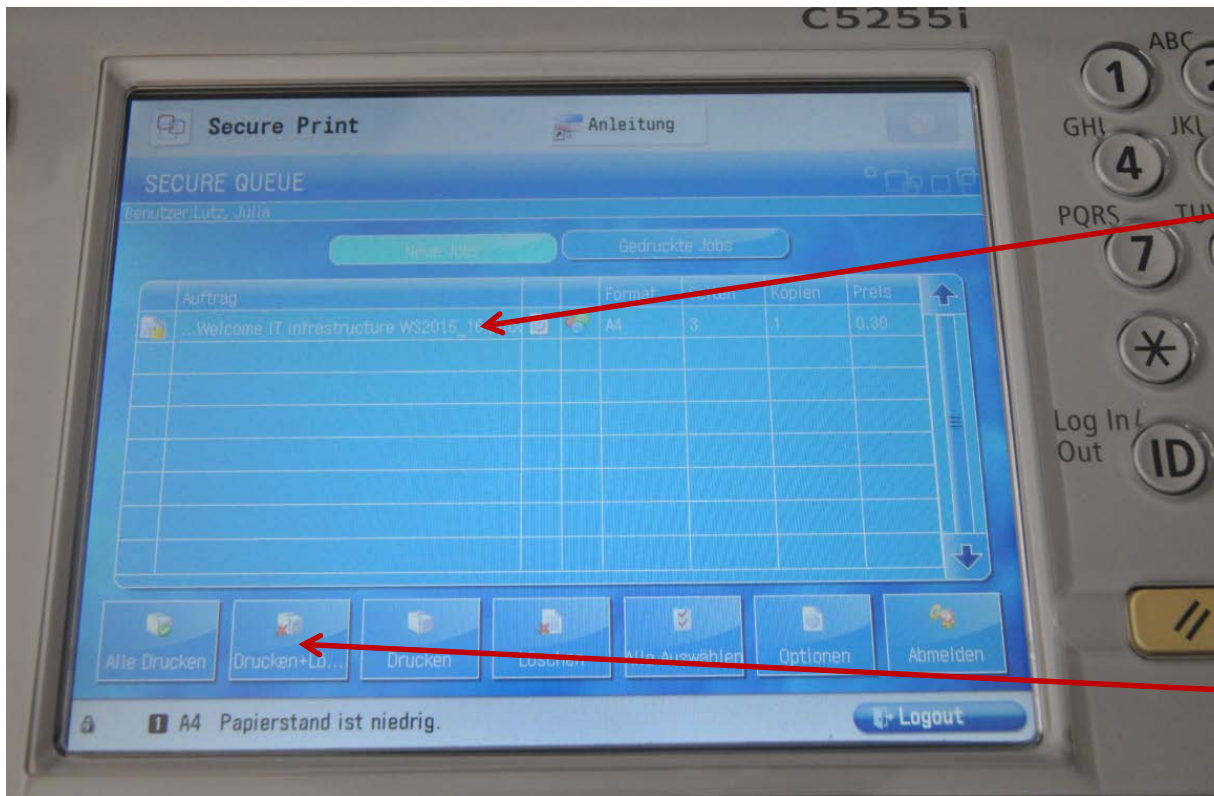 C5255i
Secure Print
Anleitung
SECURE QUEUE
Benutzer:Lutz, Julia
Neue Jobs
Gedruckte Jobs
Auftrag Format Seiten Kopien Preis
...Welcome IT Infrastructure WS2015_16 A4 3 1 0,30
Alle Drucken Drucken+Lö... Drucken Löschen Alle Auswählen Optionen Abmelden
1 A4 Papierstand ist niedrig.
Logout
ABC
1
GHI JKL
4
PQRS TUV
7
Log In/
Out
ID